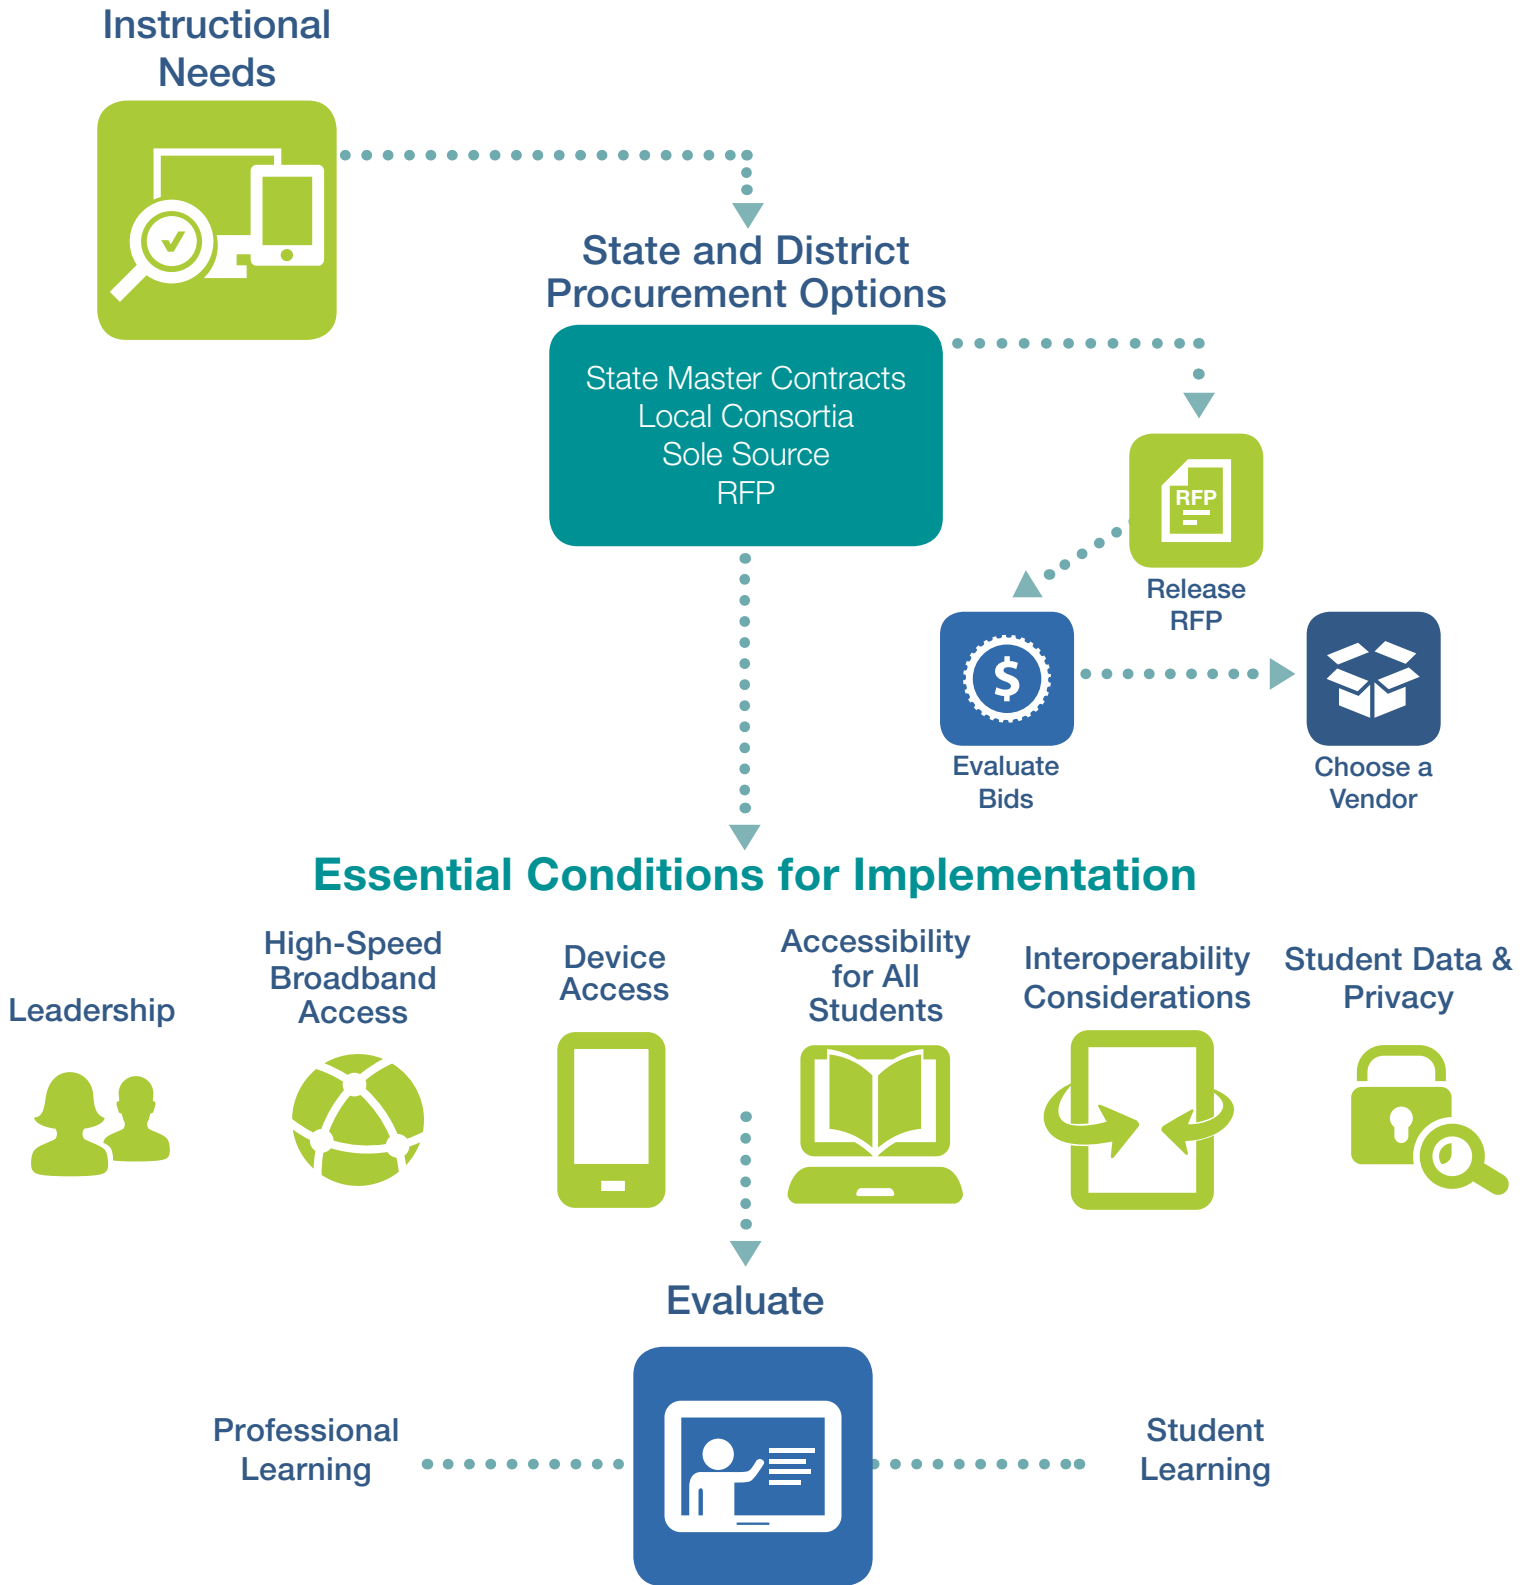 Instructional
Needs
State and District
Procurement Options
State Master Contracts
Local Consortia
Sole Source
RFP
RFP
Release
RFP
$
Evaluate
Bids
Choose a
Vendor
Essential Conditions for Implementation
Leadership
High-Speed
Broadband
Access
Device
Access
Accessibility
for All
Students
Interoperability
Considerations
Student Data &
Privacy
Evaluate
Professional
Learning
Student
Learning